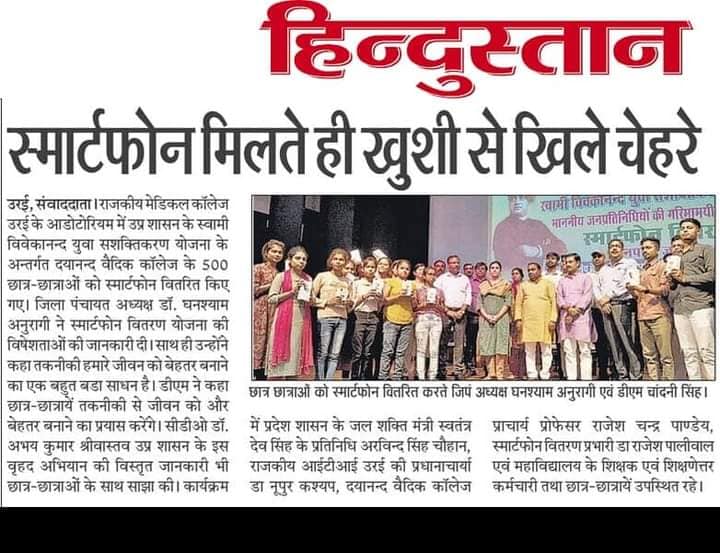 हिन्दुस्तान
स्मार्टफोन मिलते ही खुशी से खिले चेहरे
उरई, संवाददाता। राजकीय मेडिकल कॉलेज
उरई के आडोटोरियम में उप्र शासन के स्वामी
विवेकानन्द युवा सशक्तिकरण योजना के
अन्तर्गत दयानन्द वैदिक कॉलेज के 500
छात्र-छात्राओं को स्मार्टफोन वितरित किए
गए। जिला पंचायत अध्यक्ष डॉ. घनश्याम
अनुरागी ने स्मार्टफोन वितरण योजना की
विषेशताओं की जानकारी दी। साथ ही उन्होंने
कहा तकनीकी हमारे जीवन को बेहतर बनाने
का एक बहुत बडा साधन है। डीएम ने कहा
छात्र-छात्रायें तकनीकी से जीवन को और
बेहतर बनाने का प्रयास करेंगे। सीडीओ डॉ.
अभय कुमार श्रीवास्तव उप्र शासन के इस
वृहद अभियान की विस्तृत जानकारी भी
छात्र-छात्राओं के साथ साझा की। कार्यक्रम
स्वामी विवेकानन्द युवा
माननीय जनप्रतिनिधियों की गरिमामयी
स्मार्टफोन
छात्र छात्राओं को स्मार्टफोन वितरित करते जिपं अध्यक्ष घनश्याम अनुरागी एवं डीएम चांदनी सिंह।
में प्रदेश शासन के जल शक्ति मंत्री स्वतंत्र
देव सिंह के प्रतिनिधि अरविन्द सिंह चौहान,
राजकीय आईटीआई उरई की प्रधानाचार्या
डा नूपुर कश्यप, दयानन्द वैदिक कॉलेज
प्राचार्य प्रोफेसर राजेश चन्द्र पाण्डेय,
स्मार्टफोन वितरण प्रभारी डा राजेश पालीवाल
एवं महाविद्यालय के शिक्षक एवं शिक्षणेत्तर
कर्मचारी तथा छात्र-छात्रायें उपस्थित रहे।